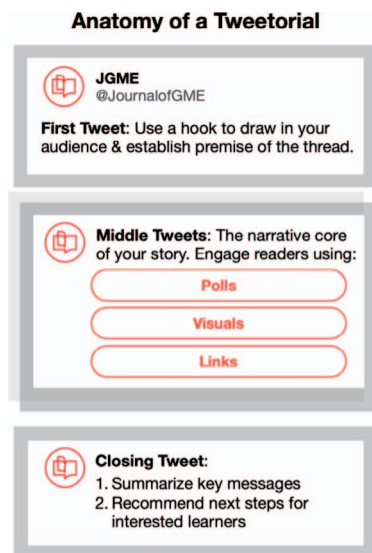 Anatomy of a Tweetorial
JGME
@JournalofGME
First Tweet: Use a hook to draw in your
audience & establish premise of the thread.
Middle Tweets: The narrative core
of your story. Engage readers using:
Polls
Visuals
Links
Closing Tweet:
1. Summarize key messages
2. Recommend next steps for
interested learners